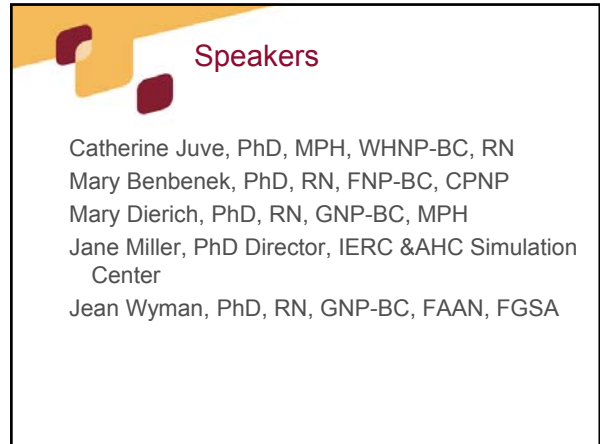 Speakers
Catherine Juve, PhD, MPH, WHNP-BC, RN
Mary Benbenek, PhD, RN, FNP-BC, CPNP
Mary Dierich, PhD, RN, GNP-BC, MPH
Jane Miller, PhD Director, IERC &AHC Simulation
Center
Jean Wyman, PhD, RN, GNP-BC, FAAN, FGSA